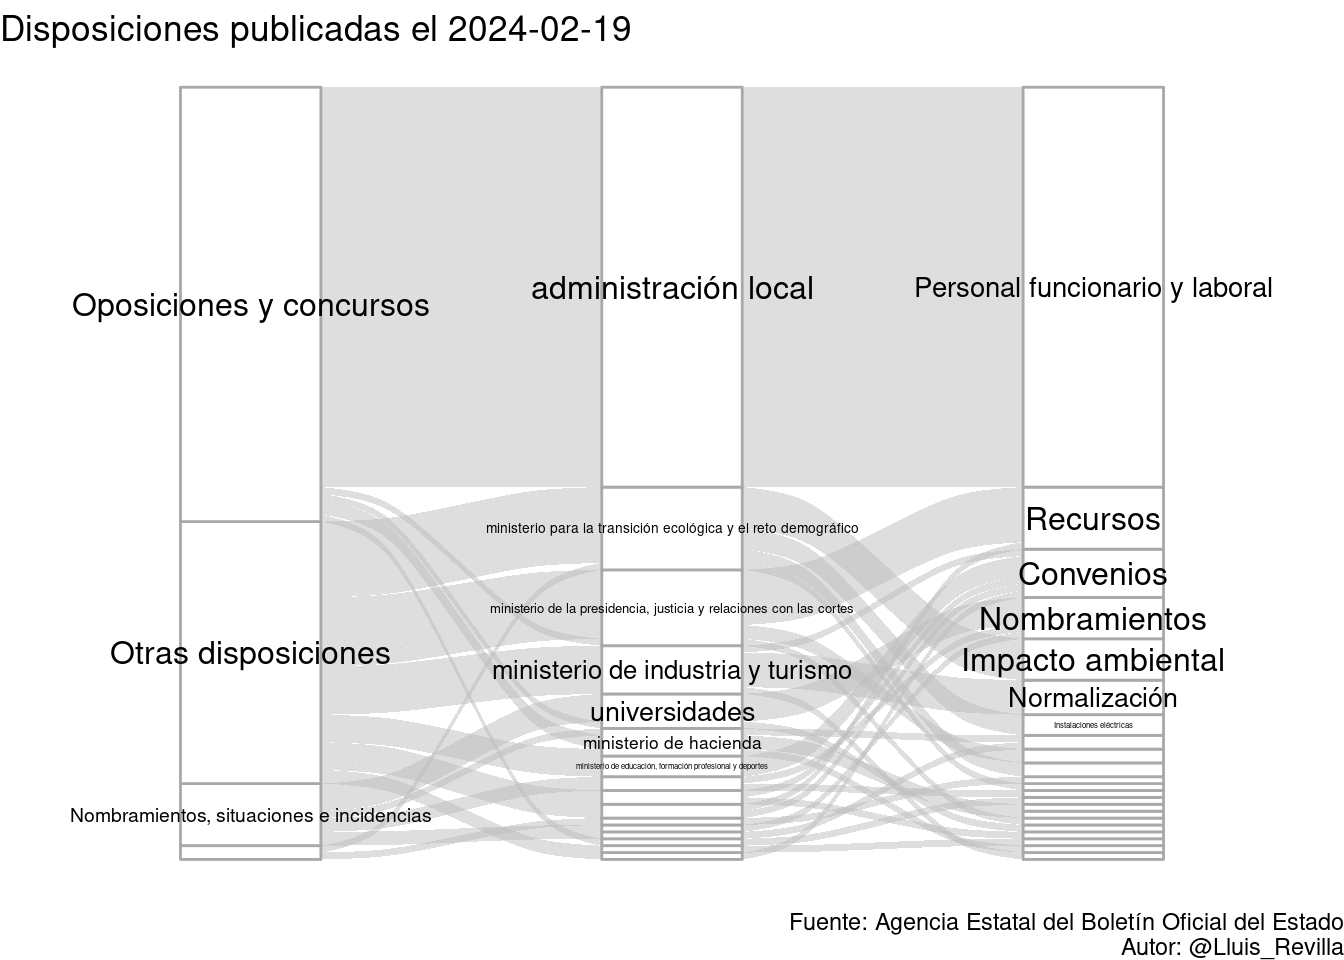 Disposiciones publicadas el 2024-02-19
Oposiciones y concursos
Otras disposiciones
Nombramientos, situaciones e incidencias
administración local
ministerio para la transición ecológica y el reto demográfico
ministerio de la presidencia, justicia y relaciones con las cortes
ministerio de industria y turismo
universidades
ministerio de hacienda
ministerio de educación, formación profesional y deportes
Personal funcionario y laboral
Recursos
Convenios
Nombramientos
Impacto ambiental
Normalización
Instalaciones eléctricas
Fuente: Agencia Estatal del Boletín Oficial del Estado
Autor: @Lluis_Revilla